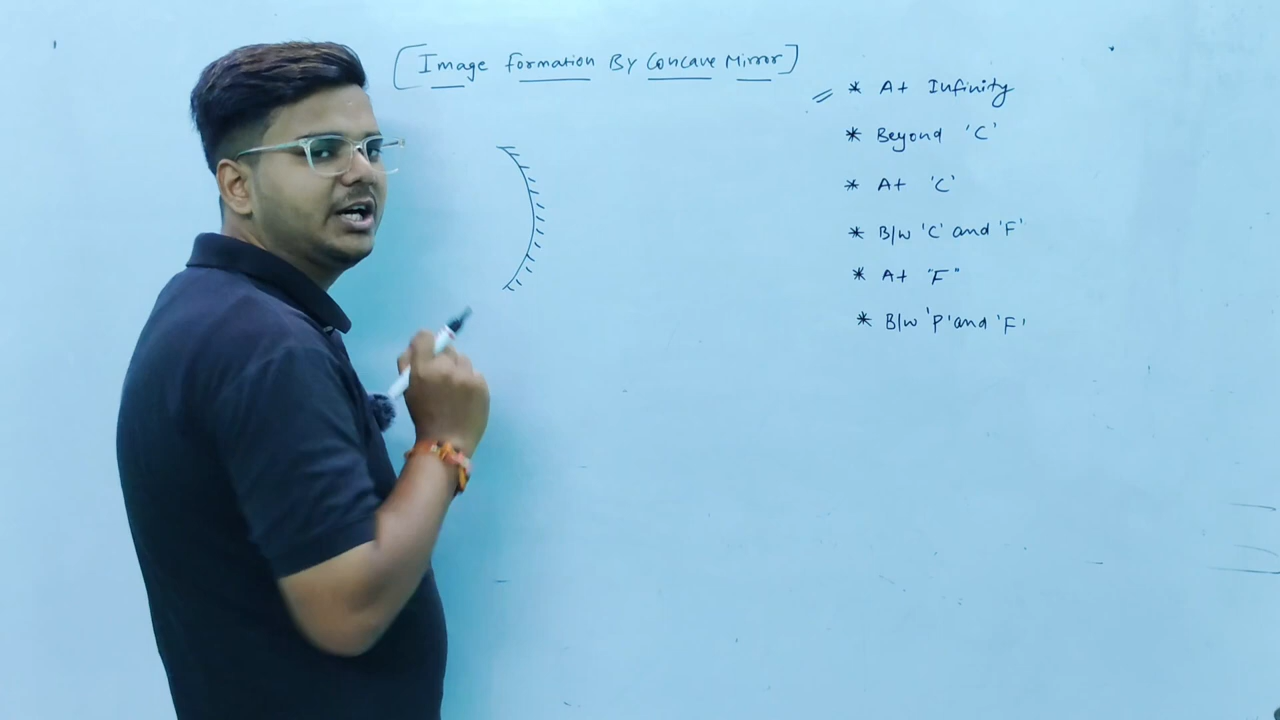 [Image formation By Concave Mirror]
* At Infinity
* Beyond 'C'
* At 'C'
* B/w 'C' and 'F'
* At "F"
* B/w 'P' and 'F'